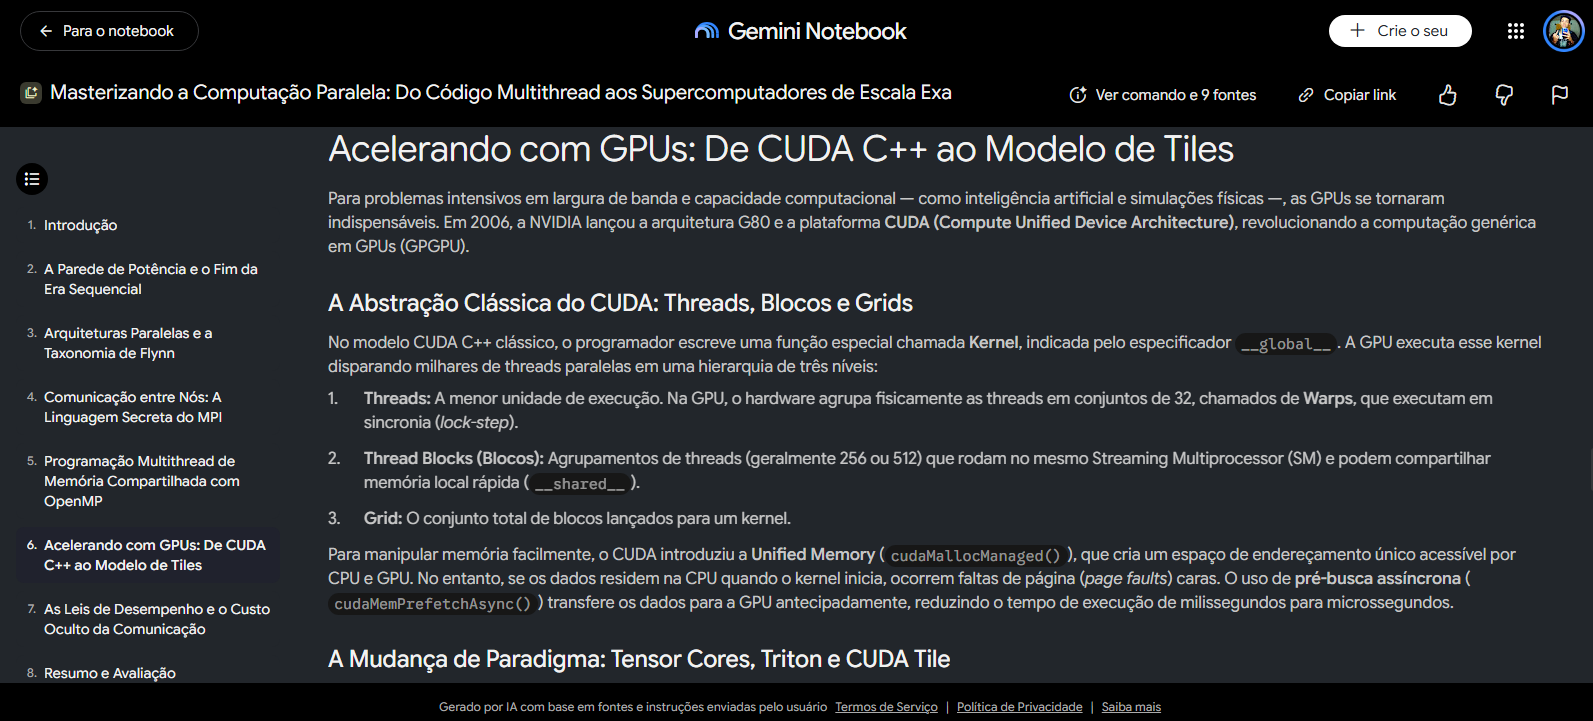 Para o notebook
Gemini Notebook
Crie o seu
Masterizando a Computação Paralela: Do Código Multithread aos Supercomputadores de Escala Exa
Ver comando e 9 fontes
Copiar link
1. Introdução
2. A Parede de Potência e o Fim da
Era Sequencial
3. Arquiteturas Paralelas e a
Taxonomia de Flynn
4. Comunicação entre Nós: A
Linguagem Secreta do MPI
5. Programação Multithread de
Memória Compartilhada com
OpenMP
6. Acelerando com GPUs: De CUDA
C++ ao Modelo de Tiles
7. As Leis de Desempenho e o Custo
Oculto da Comunicação
8. Resumo e Avaliação
Acelerando com GPUs: De CUDA C++ ao Modelo de Tiles
Para problemas intensivos em largura de banda e capacidade computacional — como inteligência artificial e simulações físicas —, as GPUs se tornaram
indispensáveis. Em 2006, a NVIDIA lançou a arquitetura G80 e a plataforma CUDA (Compute Unified Device Architecture), revolucionando a computação genérica
em GPUs (GPGPU).
A Abstração Clássica do CUDA: Threads, Blocos e Grids
No modelo CUDA C++ clássico, o programador escreve uma função especial chamada Kernel, indicada pelo especificador __global__. A GPU executa esse kernel
disparando milhares de threads paralelas em uma hierarquia de três níveis:
1. Threads: A menor unidade de execução. Na GPU, o hardware agrupa fisicamente as threads em conjuntos de 32, chamados de Warps, que executam em
sincronia (lock-step).
2. Thread Blocks (Blocos): Agrupamentos de threads (geralmente 256 ou 512) que rodam no mesmo Streaming Multiprocessor (SM) e podem compartilhar
memória local rápida ( __shared__ ).
3. Grid: O conjunto total de blocos lançados para um kernel.
Para manipular memória facilmente, o CUDA introduziu a Unified Memory ( cudaMallocManaged() ), que cria um espaço de endereçamento único acessível por
CPU e GPU. No entanto, se os dados residem na CPU quando o kernel inicia, ocorrem faltas de página (page faults) caras. O uso de pré-busca assíncrona (
cudaMemPrefetchAsync() ) transfere os dados para a GPU antecipadamente, reduzindo o tempo de execução de milissegundos para microssegundos.
A Mudança de Paradigma: Tensor Cores, Triton e CUDA Tile
Gerado por IA com base em fontes e instruções enviadas pelo usuário Termos de Serviço | Política de Privacidade | Saiba mais